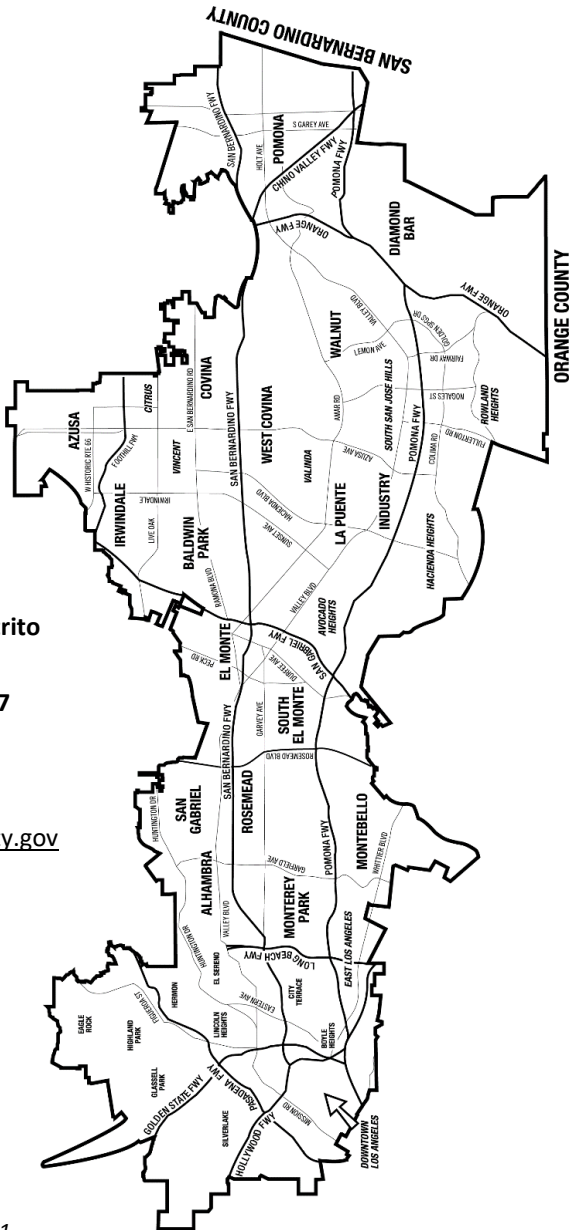 SAN BERNARDINO COUNTY
SAN BERNARDINO FWY
S GAREY AVE
HOLT AVE
POMONA
CHINO VALLEY FWY
POMONA FWY
ORANGE FWY
DIAMOND
BAR
ORANGE COUNTY
ORANGE FWY
VALLEY BLVD
GOLDEN SPGS DR
WALNUT
LEMON AVE
FAIRWAY DR
NOGALES ST
ROWLAND
HEIGHTS
FULLERTON RD
COLIMA RD
SOUTH SAN JOSE HILLS
POMONA FWY
AMAR RD
AZUSA AVE
AZUSA
W HISTORIC RTE 66
FOOTHILL FWY
CITRUS
E SAN BERNARDINO RD
COVINA
VINCENT
SAN BERNARDINO FWY
WEST COVINA
VALINDA
IRWINDALE
IRWINDALE
LIVE OAK
BALDWIN
PARK
RAMONA BLVD
HACIENDA BLVD
SUNSET AVE
LA PUENTE
INDUSTRY
HACIENDA HEIGHTS
VALLEY BLVD
AVOCADO
HEIGHTS
rito
7
y.gov
EL MONTE
PECK RD
DURFEE AVE
SAN GABRIEL FWY
SAN BERNARDINO FWY
GARVEY AVE
SOUTH
EL MONTE
ROSEMEAD BLVD
ROSEMEAD
SAN
GABRIEL
HUNTINGTON DR
ALHAMBRA
VALLEY BLVD
GARFIELD AVE
MONTEREY
PARK
POMONA FWY
MONTEBELLO
WHITTIER BLVD
HUNTINGTON DR
LONG BEACH FWY
EAST LOS ANGELES
EL SERENO
CITY
TERRACE
EASTERN AVE
HERMON
LINCOLN
HEIGHTS
BOYLE
HEIGHTS
EAGLE
ROCK
FIGUEROA ST
HIGHLAND
PARK
GLASSELL
PARK
GOLDEN STATE FWY
PASADENA FWY
SILVERLAKE
HOLLYWOOD FWY
MISSION RD
DOWNTOWN
LOS ANGELES
1